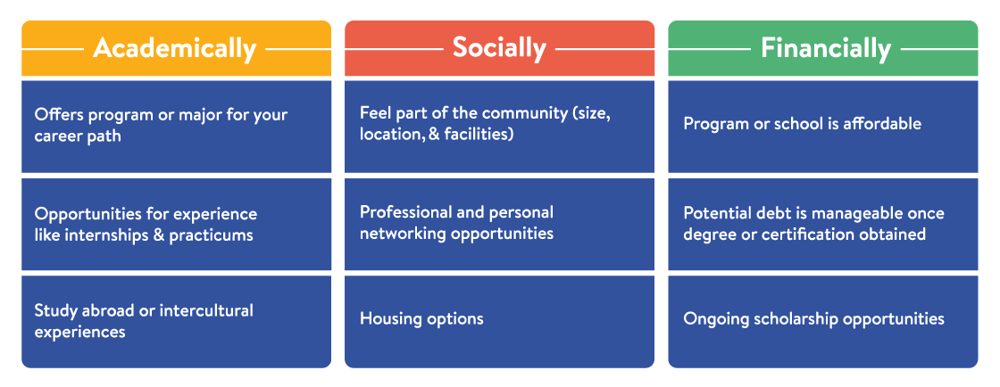 Academically
Offers program or major for your
career path
Opportunities for experience
like internships & practicums
Study abroad or intercultural
experiences
Socially
Feel part of the community (size,
location, & facilities)
Professional and personal
networking opportunities
Housing options
Financially
Program or school is affordable
Potential debt is manageable once
degree or certification obtained
Ongoing scholarship opportunities